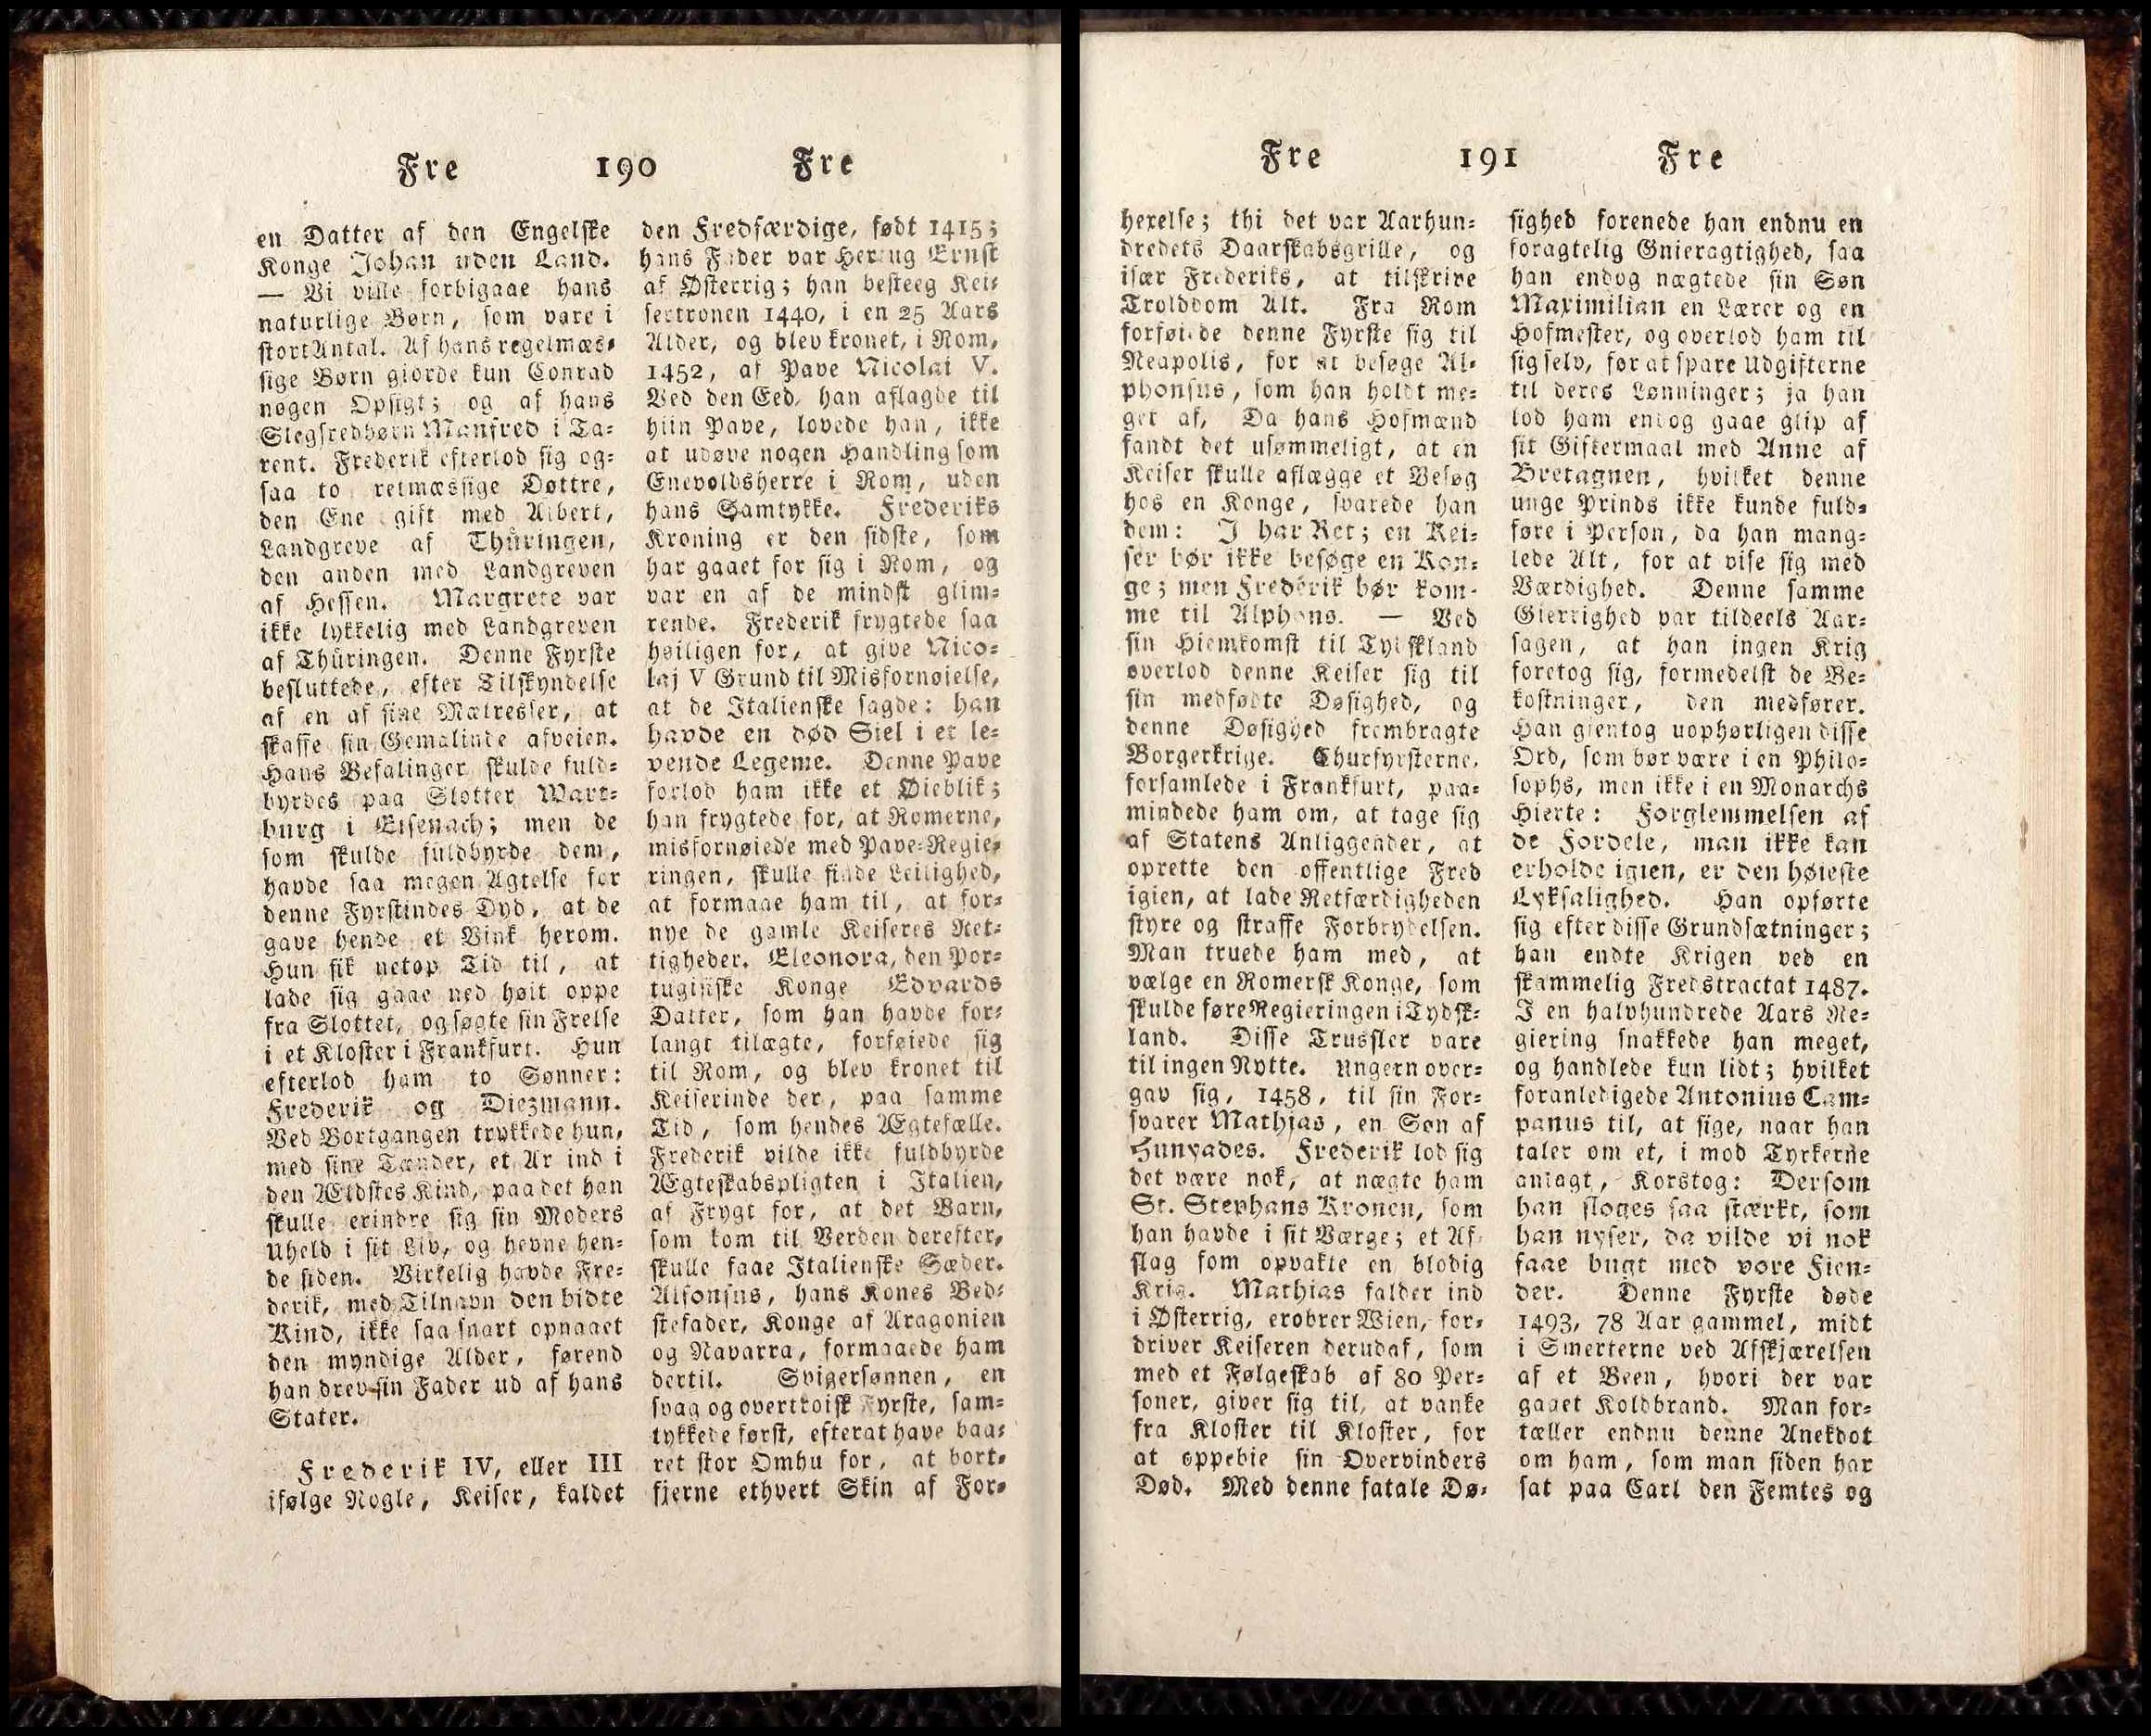 Fre 190 Fre
en Datter af den Engelske
Konge Johan uden Land.
— Vi ville forbigaae hans
naturlige Børn, som vare i
stort Antal. Af hans regelmæs-
sige Børn giorde kun Conrad
nogen Opsigt; og af hans
Slegfredbørn Manfred i Ta-
rent. Frederik efterlod sig og-
saa to retmæssige Døttre,
den Ene gift med Albert,
Landgreve af Thüringen,
den anden med Landgreven
af Hessen. Margrete var
ikke lykkelig med Landgreven
af Thüringen. Denne Fyrste
besluttede, efter Tilskyndelse
af en af sine Mætresser, at
skaffe sin Gemalinde afveien.
Hans Befalinger skulde fuld-
byrdes paa Slottet Wart-
burg i Eisenach; men de
som skulde fuldbyrde dem,
havde saa megen Agtelse for
denne Fyrstindes Dyd, at de
gave hende et Vink herom.
Hun fik netop Tid til, at
lade sig gaae ned høit oppe
fra Slottet, og søgte sin Frelse
i et Kloster i Frankfurt. Hun
efterlod ham to Sønner:
Frederik og Diezmann.
Ved Bortgangen trykkede hun,
med sine Tænder, et Ar ind i
den Ældstes Kind, paa det han
skulle erindre sig sin Moders
Uheld i sit Liv, og hevne hen-
de siden. Virkelig havde Fre-
derik, med Tilnavn den bidte
Kind, ikke saa snart opnaaet
den myndige Alder, førend
han drev sin Fader ud af hans
Stater.
Frederik IV, eller III
ifølge Nogle, Keiser, kaldet
den Fredfærdige, født 1415;
hans Fader var Hertug Ernst
af Østerrig; han besteeg Kei-
sertronen 1440, i en 25 Aars
Alder, og blev kronet, i Rom,
1452, af Pave Nicolai V.
Ved den Eed, han aflagde til
hiin Pave, lovede han, ikke
at udøve nogen Handling som
Enevoldsherre i Rom, uden
hans Samtykke. Frederiks
Kroning er den sidste, som
har gaaet for sig i Rom, og
var en af de mindst glim-
rende. Frederik frygtede saa
høiligen for, at give Nico-
laj V Grund til Misfornøielse,
at de Italienske sagde: han
havde en død Siel i et le-
vende Legeme. Denne Pave
forlod ham ikke et Øieblik;
han frygtede for, at Romerne,
misfornøiede med Pave-Regie-
ringen, skulle finde Leilighed,
at formaae ham til, at for-
nye de gamle Keiseres Ret-
tigheder. Eleonora, den Por-
tugisiske Konge Edvards
Datter, som han havde for-
langt tilægte, forføiede sig
til Rom, og blev kronet til
Keiserinde der, paa samme
Tid, som hendes Ægtefælle.
Frederik vilde ikke fuldbyrde
Ægteskabspligten i Italien,
af Frygt for, at det Barn,
som kom til Verden derefter,
skulle faae Italienske Sæder.
Alfonsus, hans Kones Bed-
stefader, Konge af Aragonien
og Navarra, formaaede ham
dertil. Svigersønnen, en
svag og overtroisk Fyrste, sam-
tykkede først, efterat have baa-
ret stor Omhu for, at bort-
fjerne ethvert Skin af For-
Fre 191 Fre
hexelse; thi det var Aarhun-
dredets Daarskabsgrille, og
især Frederiks, at tilskrive
Trolddom Alt. Fra Rom
forføiede denne Fyrste sig til
Neapolis, for at besøge Al-
phonsus, som han holdt me-
get af, Da hans Hofmænd
fandt det usømmeligt, at en
Keiser skulle aflægge et Besøg
hos en Konge, svarede han
dem: I har Ret; en Kei-
ser bør ikke besøge en Kon-
ge; men Frederik bør kom-
me til Alphons. — Ved
sin Hiemkomst til Tydskland
overlod denne Keiser sig til
sin medfødte Døsighed, og
denne Døsighed frembragte
Borgerkrige. Churfyrsterne,
forsamlede i Frankfurt, paa-
mindede ham om, at tage sig
af Statens Anliggender, at
oprette den offentlige Fred
igien, at lade Retfærdigheden
styre og straffe Forbrydelsen.
Man truede ham med, at
vælge en Romersk Konge, som
skulde føre Regieringen i Tydsk-
land. Disse Trussler vare
til ingen Nytte. Ungern over-
gav sig, 1458, til sin For-
svarer Mathjas, en Søn af
Hunyades. Frederik lod sig
det være nok, at nægte ham
St. Stephans Kronen, som
han havde i sit Værge; et Af-
slag som opvakte en blodig
Krig. Mathias falder ind
i Østerrig, erobrer Wien, for-
driver Keiseren derudaf, som
med et Følgeskab af 80 Per-
soner, giver sig til, at vanke
fra Kloster til Kloster, for
at oppebie sin Overvinders
Død. Med denne fatale Dø-
sighed forenede han endnu en
foragtelig Gnieragtighed, saa
han endog nægtede sin Søn
Maximilian en Lærer og en
Hofmester, og overlod ham til
sig selv, for at spare Udgifterne
til deres Lønninger; ja han
lod ham endog gaae glip af
sit Giftermaal med Anne af
Bretagnen, hvilket denne
unge Prinds ikke kunde fuld-
føre i Person, da han mang-
lede Alt, for at vise sig med
Værdighed. Denne samme
Gierrighed var tildeels Aar-
sagen, at han ingen Krig
foretog sig, formedelst de Be-
kostninger, den medfører.
Han gientog uophørligen disse
Ord, som bør være i en Philo-
sophs, men ikke i en Monarchs
Hierte: Forglemmelsen af
de Fordele, man ikke kan
erholde igien, er den høieste
Lyksalighed. Han opførte
sig efter disse Grundsætninger;
han endte Krigen ved en
skammelig Fredstractat 1487.
I en halvhundrede Aars Re-
giering snakkede han meget,
og handlede kun lidt; hvilket
foranledigede Antonius Cam-
panus til, at sige, naar han
taler om et, i mod Tyrkerne
anlagt, Korstog: Dersom
han sloges saa stærkt, som
han nyser, da vilde vi nok
faae bugt med vore Fien-
der. Denne Fyrste døde
1493, 78 Aar gammel, midt
i Smerterne ved Afskjærelsen
af et Been, hvori der var
gaaet Koldbrand. Man for-
tæller endnu denne Anekdot
om ham, som man siden har
sat paa Carl den Femtes og